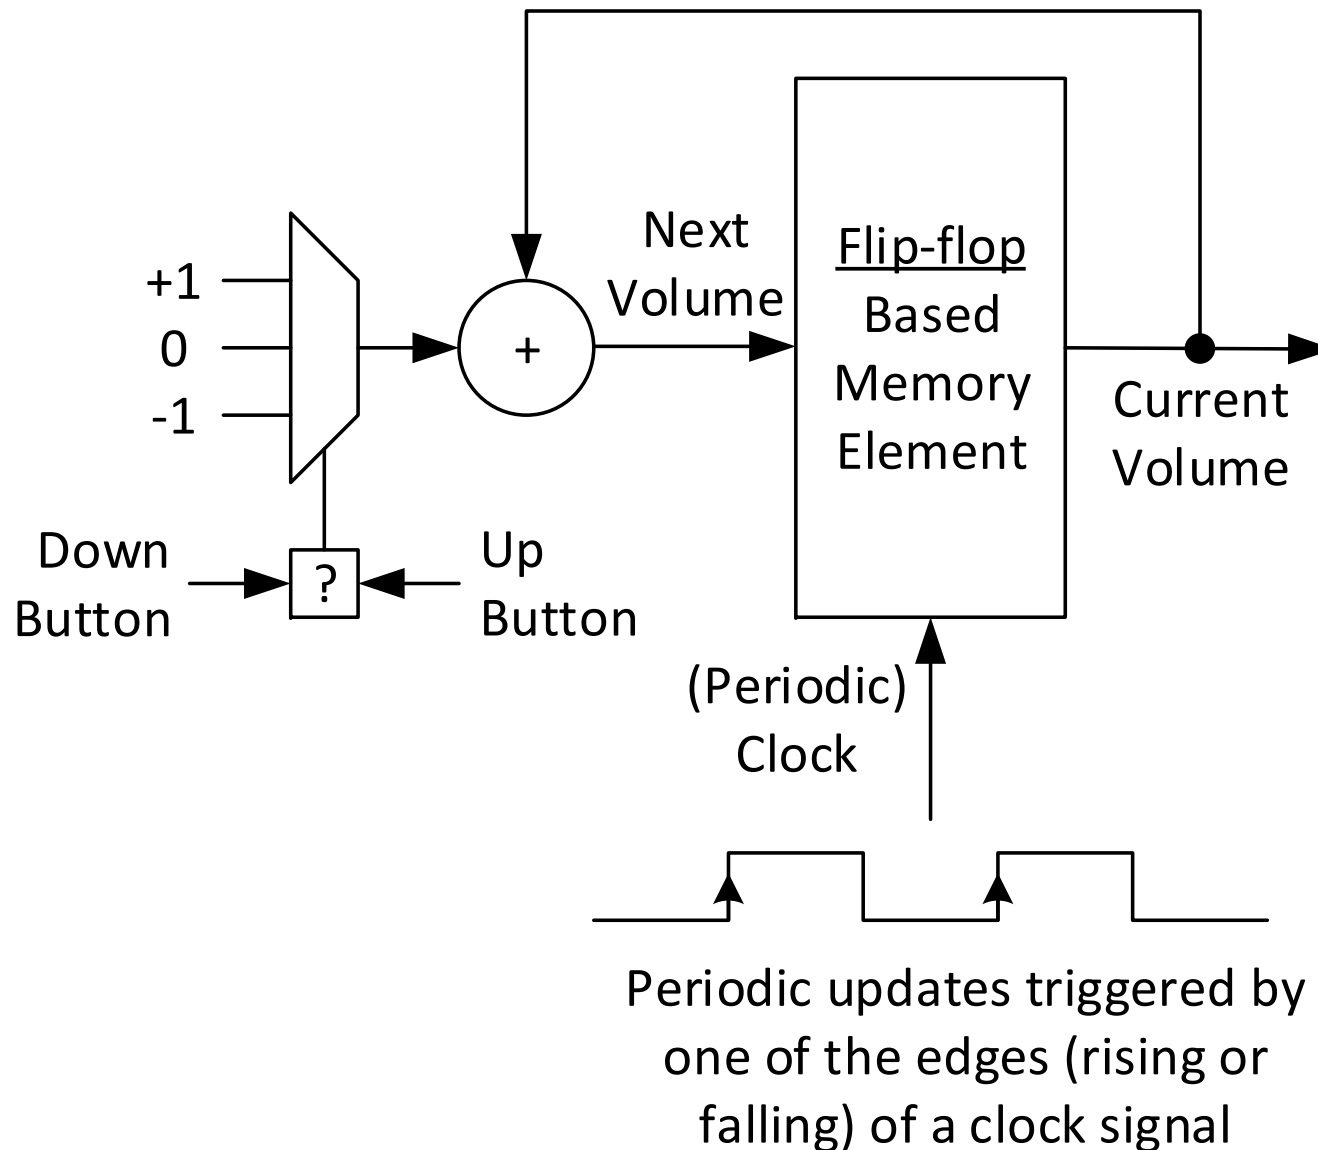 Next
Volume
Flip-flop
Based
Memory
Element
+1
0
-1
+
Current
Volume
Down
Button
?
Up
Button
(Periodic)
Clock
Periodic updates triggered by
one of the edges (rising or
falling) of a clock signal